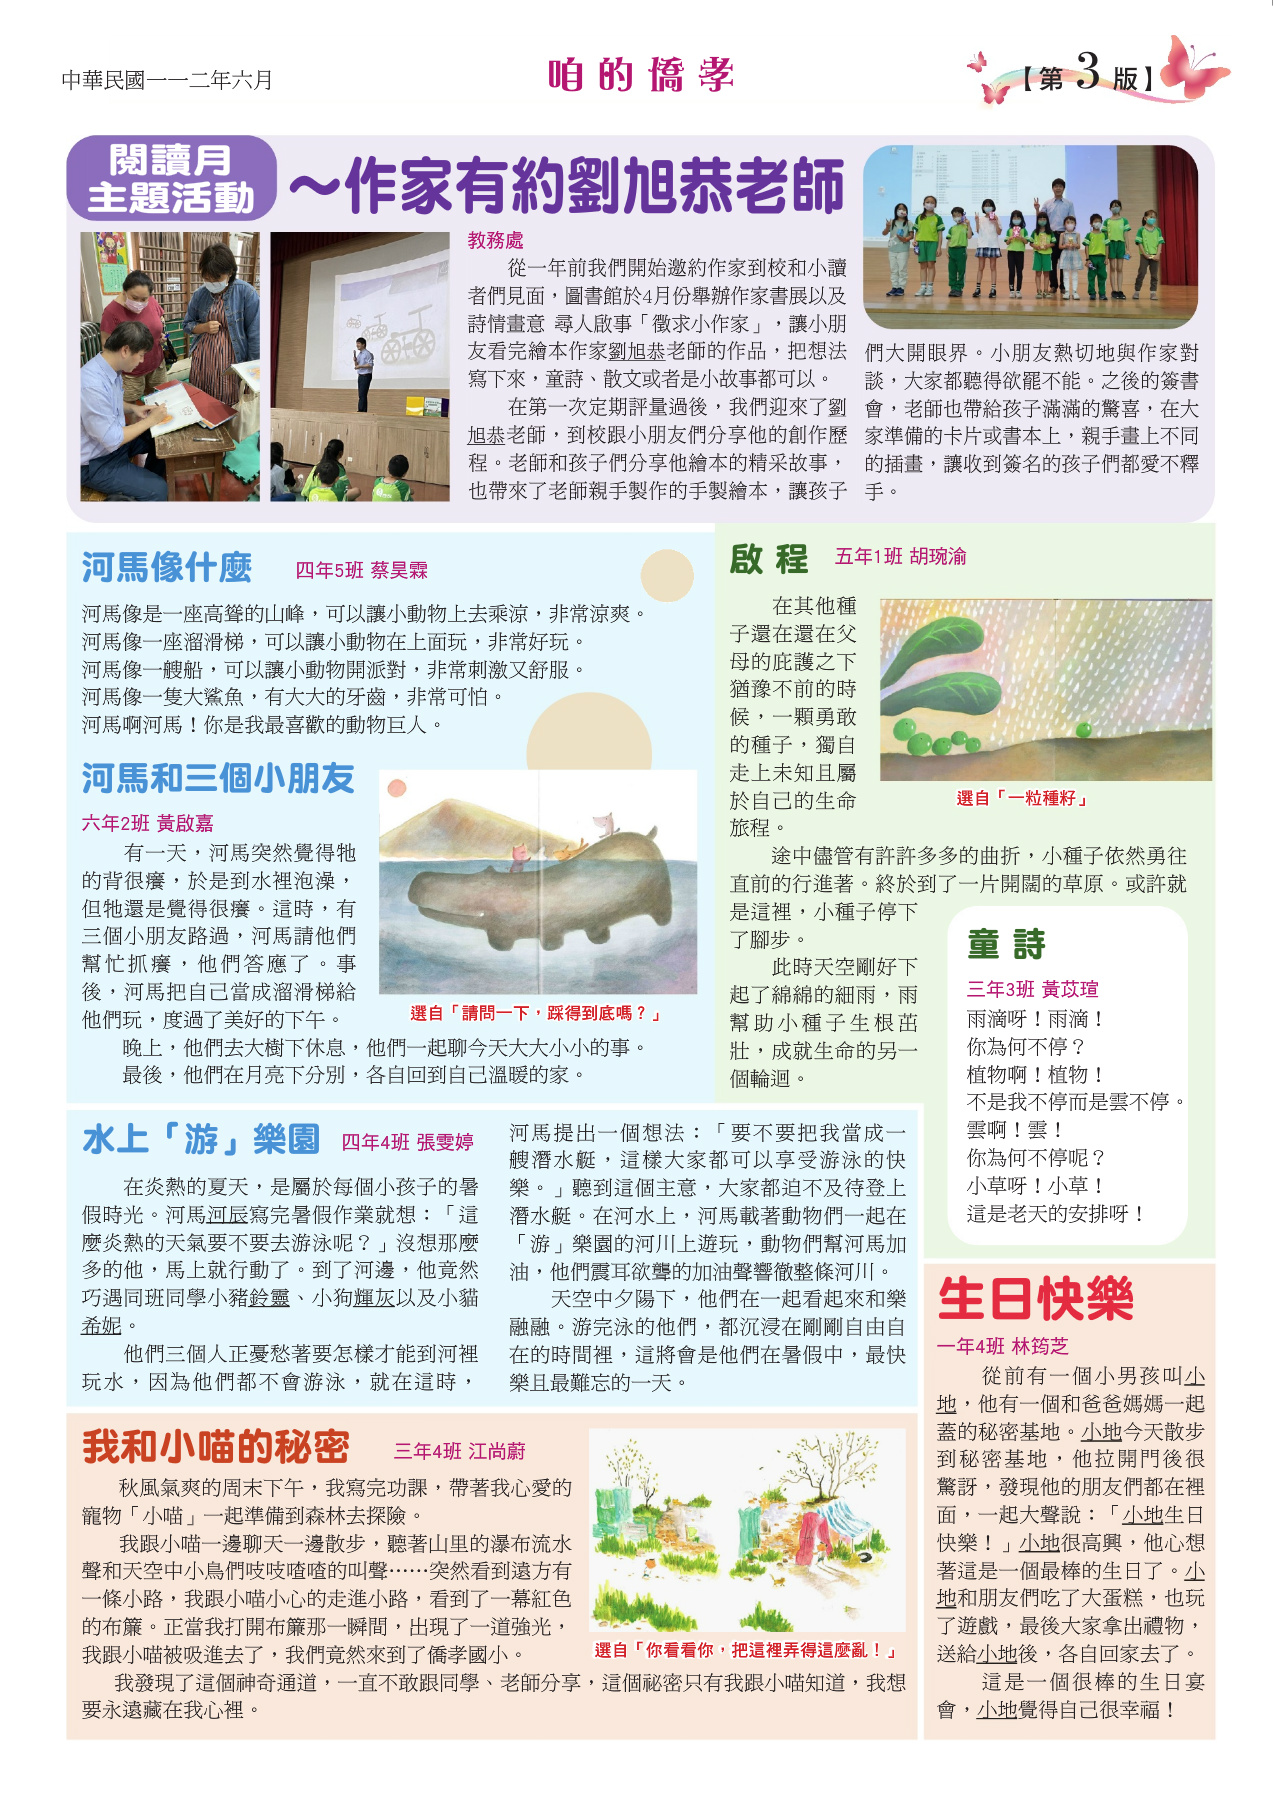 中華民國一一二年六月
咱的僑孝
【第3版】
閱讀月
主題活動
～作家有約劉旭恭老師
教務處
從一年前我們開始邀約作家到校和小讀
者們見面，圖書館於4月份舉辦作家書展以及
詩情畫意 尋人啟事「徵求小作家」，讓小朋
友看完繪本作家劉旭恭老師的作品，把想法
寫下來，童詩、散文或者是小故事都可以。
在第一次定期評量過後，我們迎來了劉
旭恭老師，到校跟小朋友們分享他的創作歷
程。老師和孩子們分享他繪本的精采故事，
也帶來了老師親手製作的手製繪本，讓孩子
們大開眼界。小朋友熱切地與作家對
談，大家都聽得欲罷不能。之後的簽書
會，老師也帶給孩子滿滿的驚喜，在大
家準備的卡片或書本上，親手畫上不同
的插畫，讓收到簽名的孩子們都愛不釋
手。
河馬像什麼
四年5班 蔡昊霖
河馬像是一座高聳的山峰，可以讓小動物上去乘涼，非常涼爽。
河馬像一座溜滑梯，可以讓小動物在上面玩，非常好玩。
河馬像一艘船，可以讓小動物開派對，非常刺激又舒服。
河馬像一隻大鯊魚，有大大的牙齒，非常可怕。
河馬啊河馬！你是我最喜歡的動物巨人。
河馬和三個小朋友
六年2班 黃啟嘉
有一天，河馬突然覺得牠
的背很癢，於是到水裡泡澡，
但牠還是覺得很癢。這時，有
三個小朋友路過，河馬請他們
幫忙抓癢，他們答應了。事
後，河馬把自己當成溜滑梯給
他們玩，度過了美好的下午。
晚上，他們去大樹下休息，他們一起聊今天大大小小的事。
最後，他們在月亮下分別，各自回到自己溫暖的家。
選自「請問一下，踩得到底嗎？」
啟程
五年1班 胡琬渝
在其他種
子還在還在父
母的庇護之下
猶豫不前的時
候，一顆勇敢
的種子，獨自
走上未知且屬
於自己的生命
旅程。
選自「一粒種籽」
途中儘管有許許多多的曲折，小種子依然勇往
直前的行進著。終於到了一片開闊的草原。或許就
是這裡，小種子停下
了腳步。
此時天空剛好下
起了綿綿的細雨，雨
幫助小種子生根茁
壯，成就生命的另一
個輪迴。
童詩
三年3班 黃苡瑄
雨滴呀！雨滴！
你為何不停？
植物啊！植物！
不是我不停而是雲不停。
雲啊！雲！
你為何不停呢？
小草呀！小草！
這是老天的安排呀！
水上「游」樂園
四年4班 張雯婷
在炎熱的夏天，是屬於每個小孩子的暑
假時光。河馬河辰寫完暑假作業就想：「這
麼炎熱的天氣要不要去游泳呢？」沒想那麼
多的他，馬上就行動了。到了河邊，他竟然
巧遇同班同學小豬鈴靈、小狗輝灰以及小貓
希妮。
他們三個人正憂愁著要怎樣才能到河裡
玩水，因為他們都不會游泳，就在這時，
河馬提出一個想法：「要不要把我當成一
艘潛水艇，這樣大家都可以享受游泳的快
樂。」聽到這個主意，大家都迫不及待登上
潛水艇。在河水上，河馬載著動物們一起在
「游」樂園的河川上遊玩，動物們幫河馬加
油，他們震耳欲聾的加油聲響徹整條河川。
天空中夕陽下，他們在一起看起來和樂
融融。游完泳的他們，都沉浸在剛剛自由自
在的時間裡，這將會是他們在暑假中，最快
樂且最難忘的一天。
我和小喵的秘密
三年4班 江尚蔚
秋風氣爽的周末下午，我寫完功課，帶著我心愛的
寵物「小喵」一起準備到森林去探險。
我跟小喵一邊聊天一邊散步，聽著山里的瀑布流水
聲和天空中小鳥們吱吱喳喳的叫聲⋯⋯突然看到遠方有
一條小路，我跟小喵小心的走進小路，看到了一幕紅色
的布簾。正當我打開布簾那一瞬間，出現了一道強光，
我跟小喵被吸進去了，我們竟然來到了僑孝國小。
我發現了這個神奇通道，一直不敢跟同學、老師分享，這個祕密只有我跟小喵知道，我想
要永遠藏在我心裡。
選自「你看看你，把這裡弄得這麼亂！」
生日快樂
一年4班 林筠芝
從前有一個小男孩叫小
地，他有一個和爸爸媽媽一起
蓋的秘密基地。小地今天散步
到秘密基地，他拉開門後很
驚訝，發現他的朋友們都在裡
面，一起大聲說：「小地生日
快樂！」小地很高興，他心想
著這是一個最棒的生日了。小
地和朋友們吃了大蛋糕，也玩
了遊戲，最後大家拿出禮物，
送給小地後，各自回家去了。
這是一個很棒的生日宴
會，小地覺得自己很幸福！